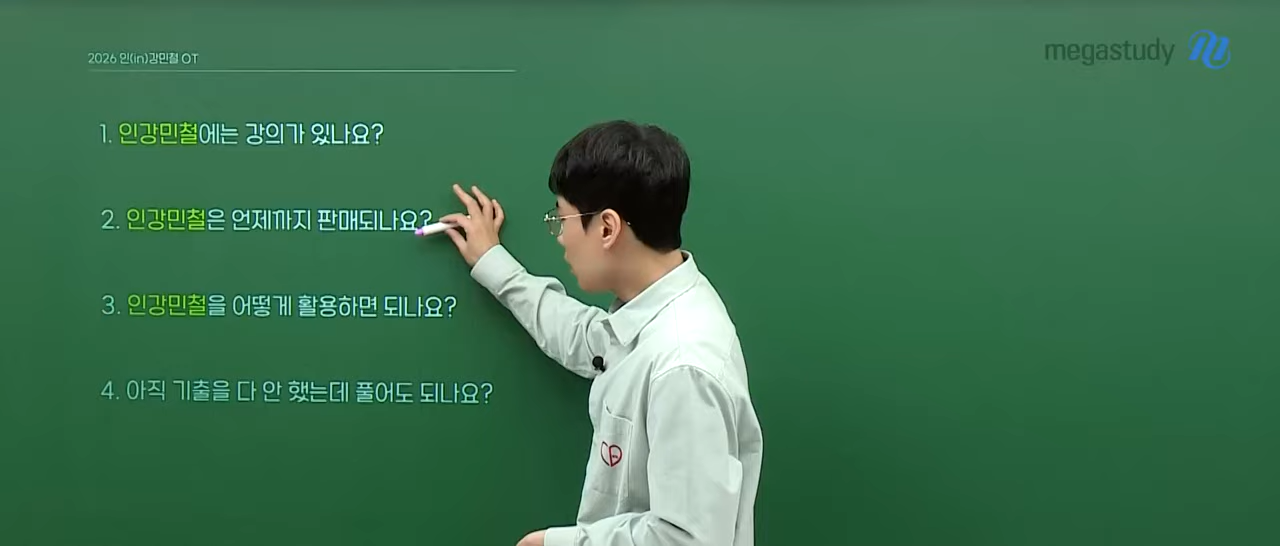 2026 인(in)강민철 OT
megastudy
1. 인강민철에는 강의가 있나요?
2. 인강민철은 언제까지 판매되나요?
3. 인강민철을 어떻게 활용하면 되나요?
4. 아직 기출을 다 안 했는데 풀어도 되나요?